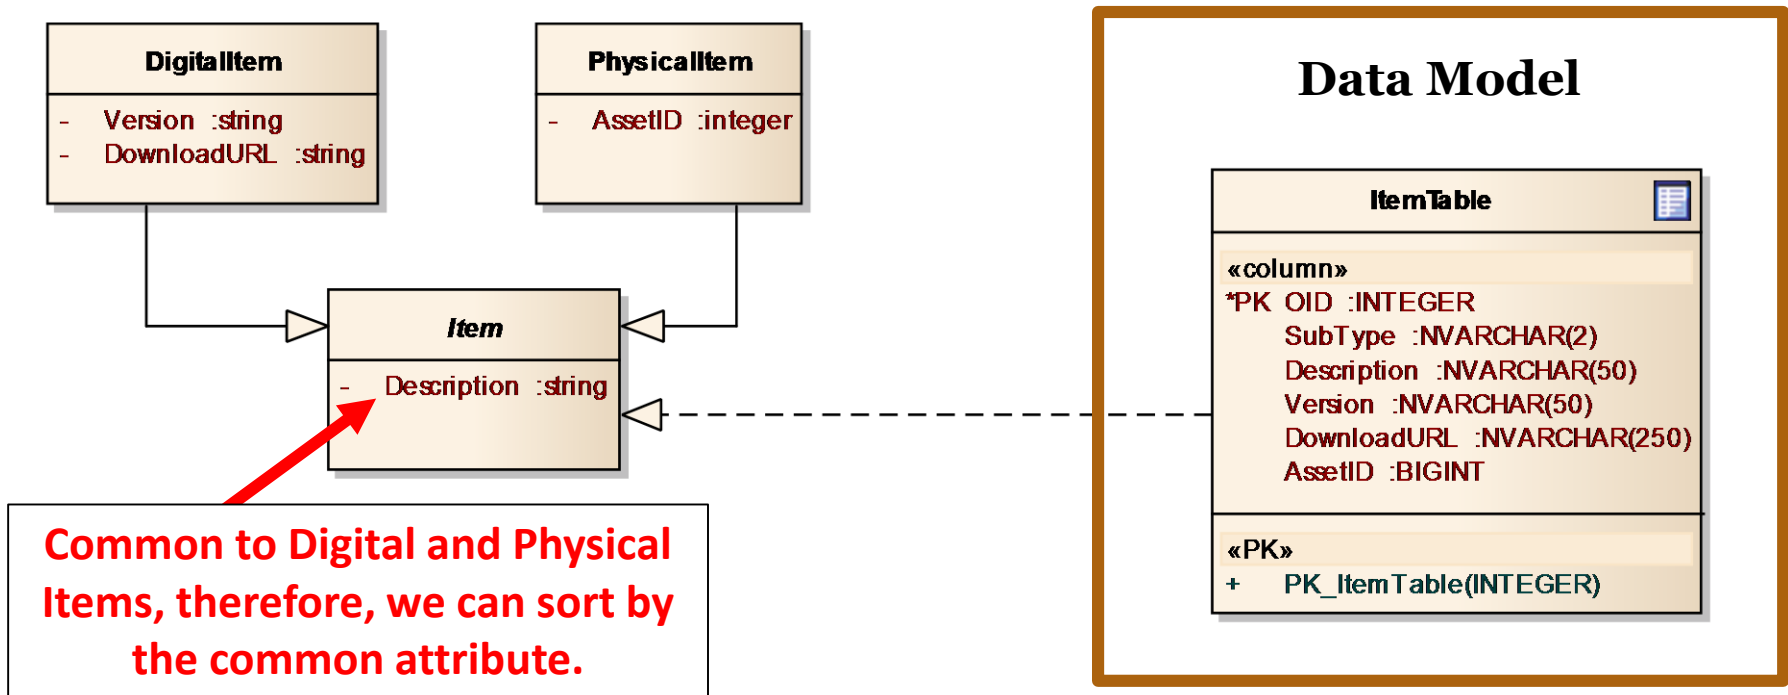 DigitalItem
- Version :string
- DownloadURL :string
PhysicalItem
- AssetID :integer
Item
- Description :string
Common to Digital and Physical
Items, therefore, we can sort by
the common attribute.
Data Model
ItemTable
«column»
*PK OID :INTEGER
SubType :NVARCHAR(2)
Description :NVARCHAR(50)
Version :NVARCHAR(50)
DownloadURL :NVARCHAR(250)
AssetID :BIGINT
«PK»
+ PK_ItemTable(INTEGER)